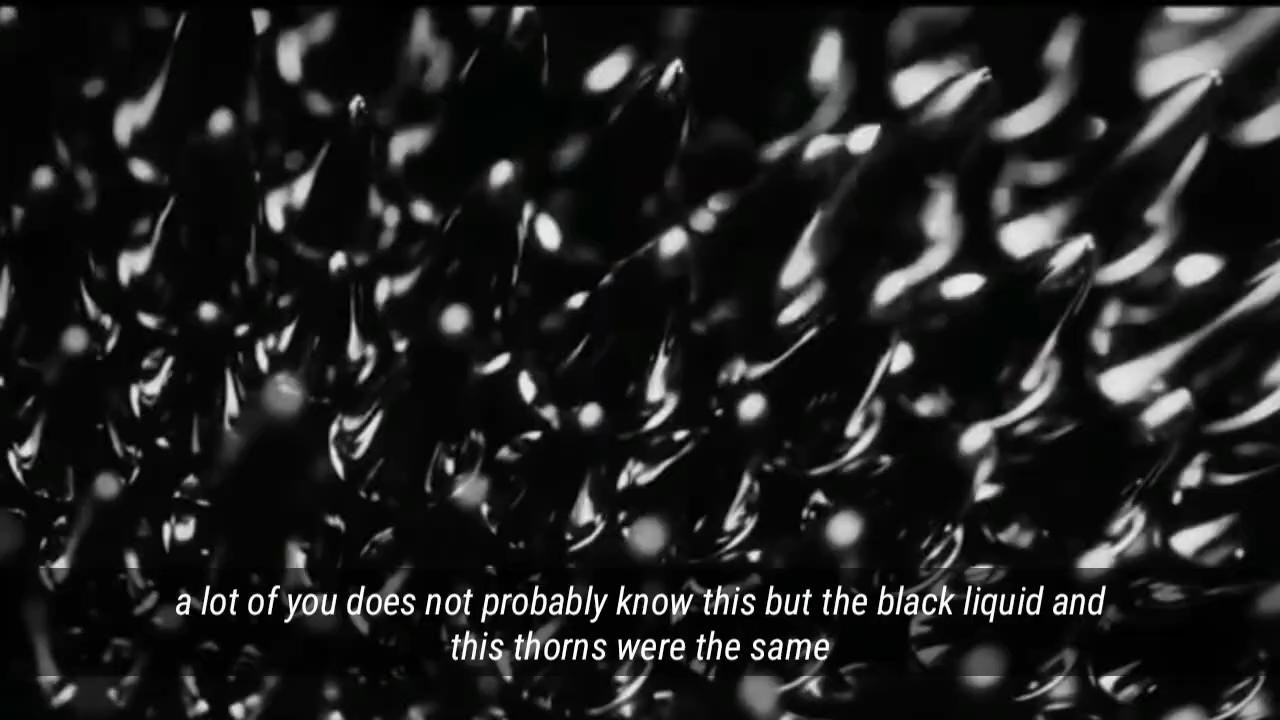 a lot of you does not probably know this but the black liquid and
this thorns were the same